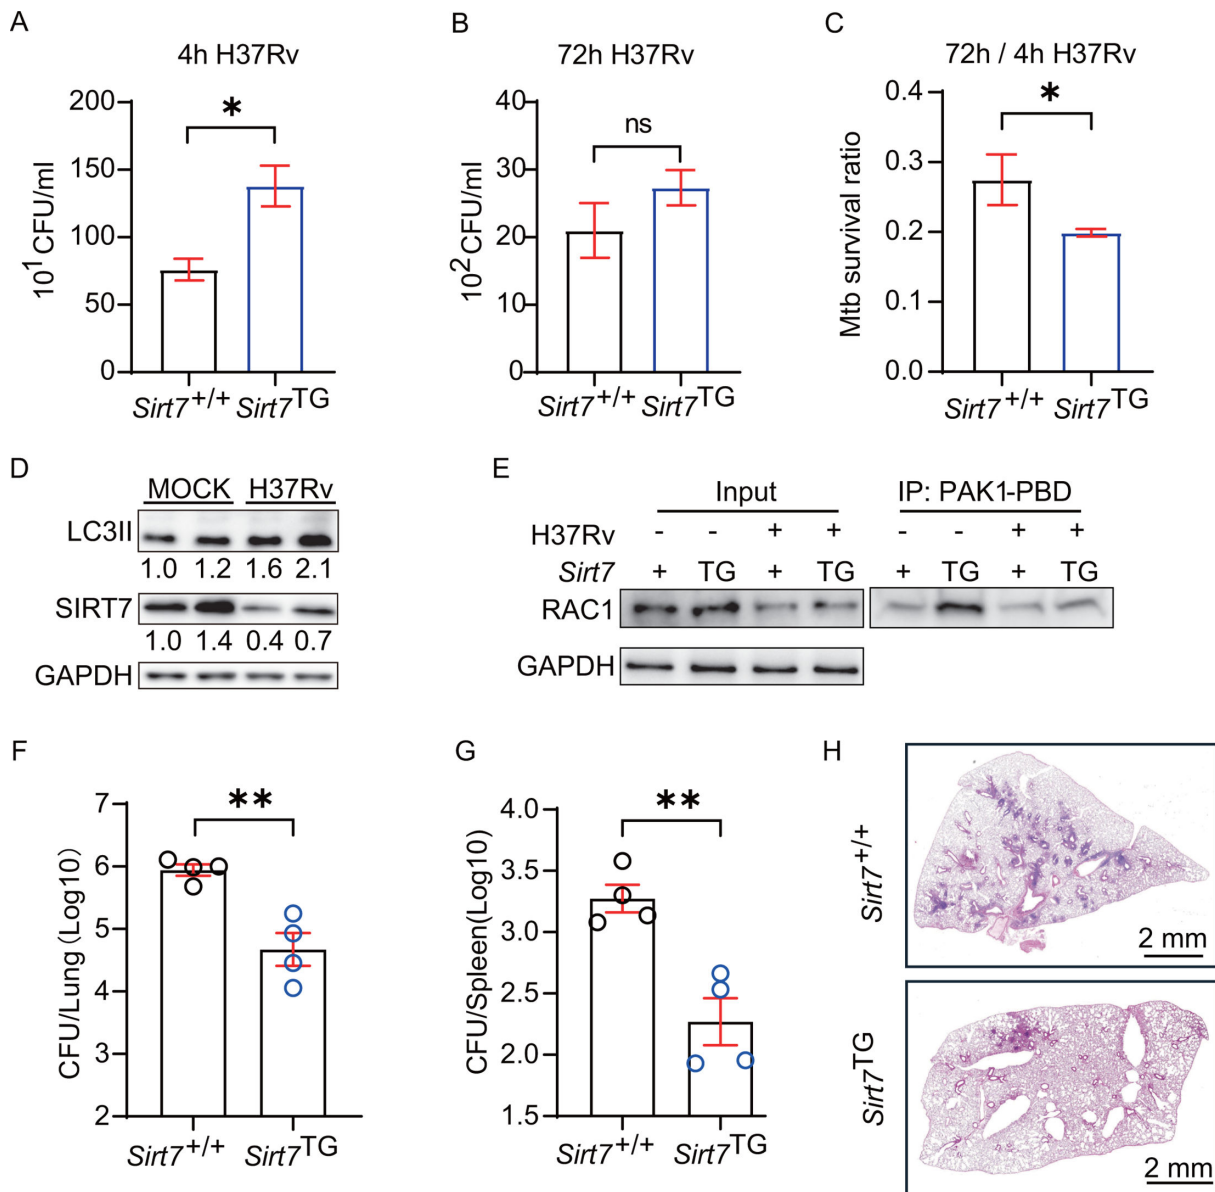 A
4h H37Rv
200
150
100
50
0
10¹ CFU/ml
*
Sirt7+/+ Sirt7TG
B
72h H37Rv
40
30
20
10
0
10² CFU/ml
ns
Sirt7+/+ Sirt7TG
C
72h / 4h H37Rv
0.4
0.3
0.2
0.1
0.0
Mtb survival ratio
*
Sirt7+/+ Sirt7TG
D
MOCK H37Rv
LC3II
1.0 1.2 1.6 2.1
SIRT7
1.0 1.4 0.4 0.7
GAPDH
E
Input IP: PAK1-PBD
H37Rv - - + + - - + +
Sirt7 + TG + TG + TG + TG
RAC1
GAPDH
F
7
6
5
4
3
2
CFU/Lung (Log10)
**
Sirt7+/+ Sirt7TG
G
4.0
3.5
3.0
2.5
2.0
1.5
CFU/Spleen(Log10)
**
Sirt7+/+ Sirt7TG
H
Sirt7+/+
2 mm
Sirt7TG
2 mm